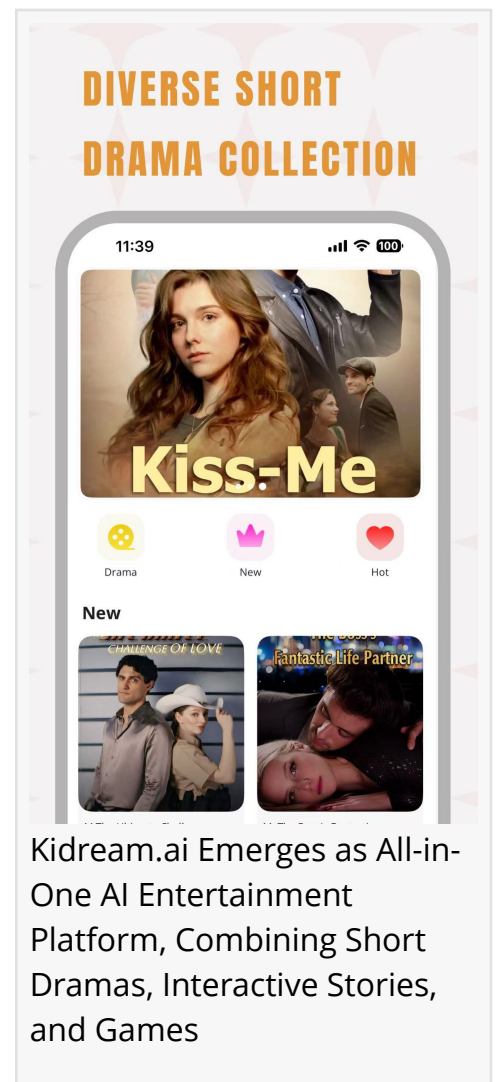 DIVERSE SHORT
DRAMA COLLECTION
11:39
100
Kiss-Me
Drama
New
Hot
New
CHALLENGE OF LOVE
The Boss's
Fantastic Life Partner
Kidream.ai Emerges as All-in-
One AI Entertainment
Platform, Combining Short
Dramas, Interactive Stories,
and Games